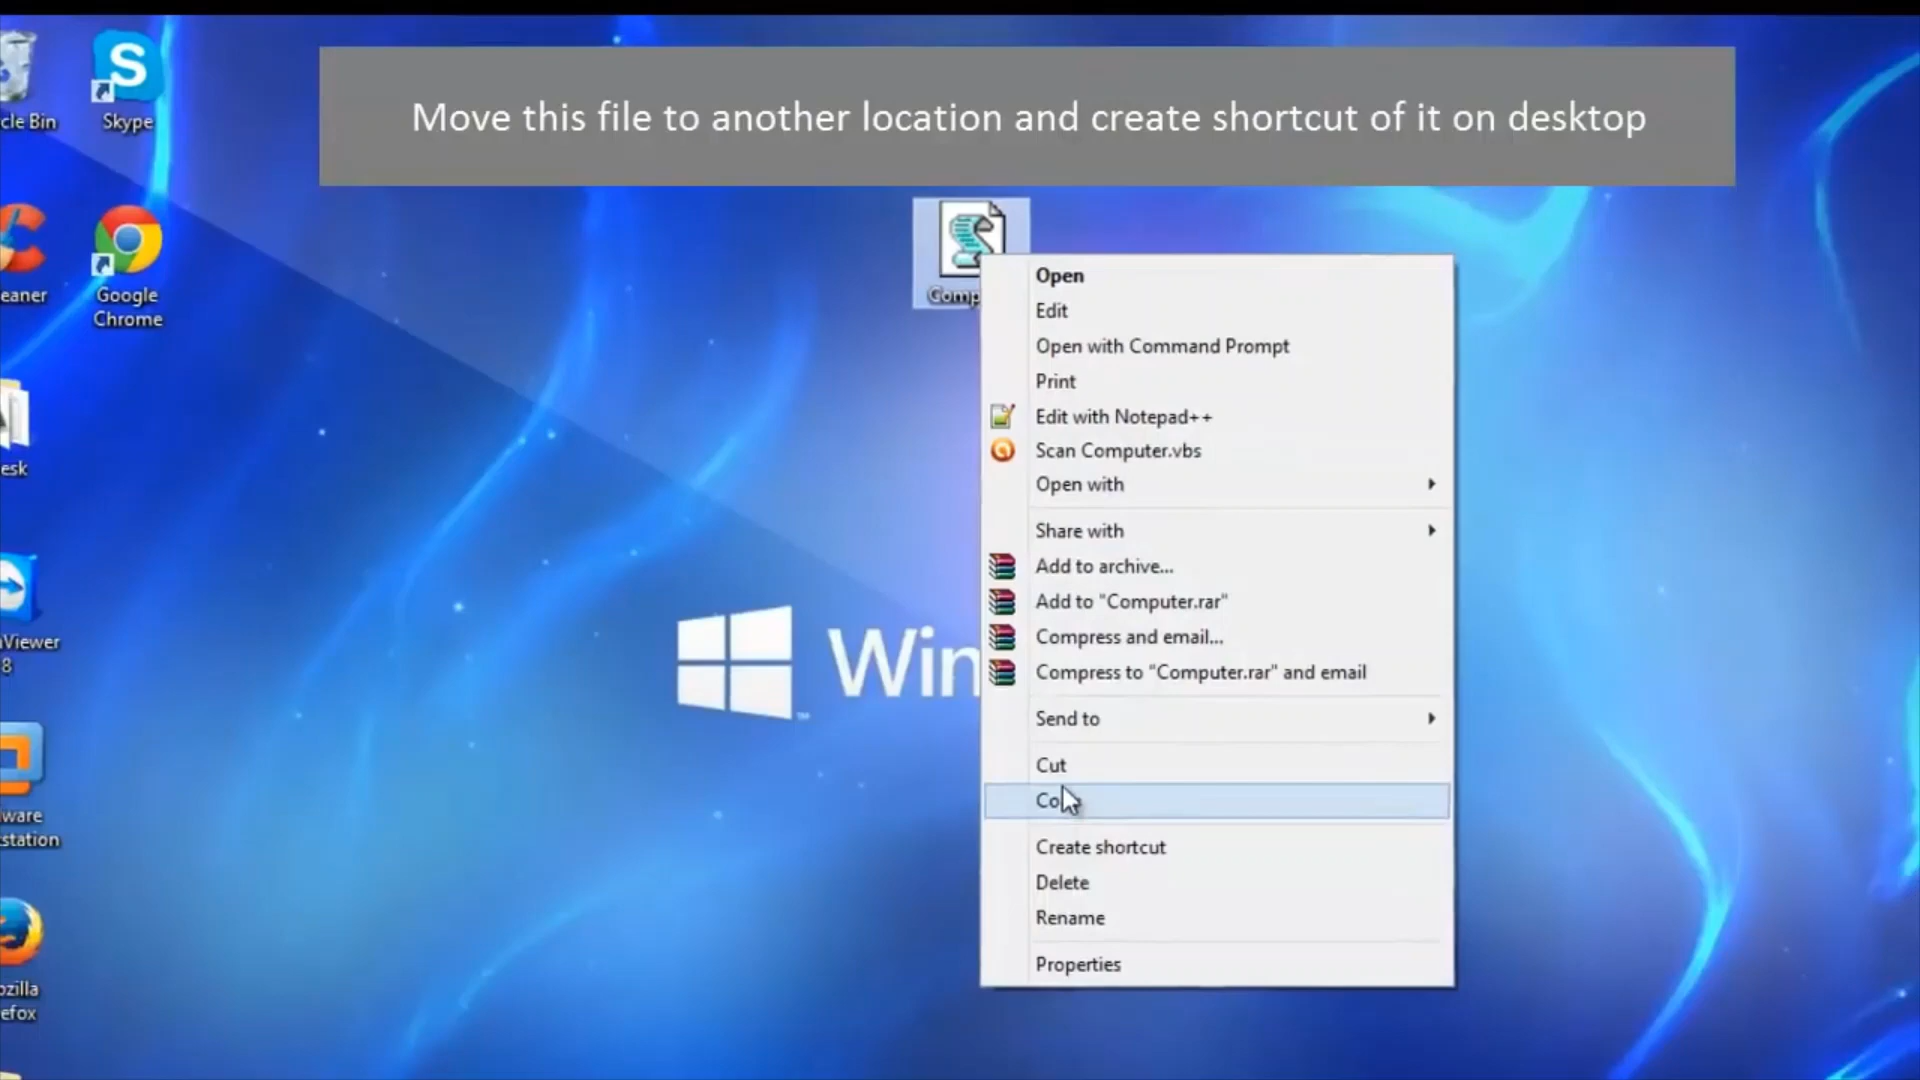 Move this file to another location and create shortcut of it on desktop
cle Bin
Skype
eaner
Google
Chrome
esk
Viewer
8
ware
station
ozilla
efox
Comp
Win
Open
Edit
Open with Command Prompt
Print
Edit with Notepad++
Scan Computer.vbs
Open with
Share with
Add to archive...
Add to "Computer.rar"
Compress and email...
Compress to "Computer.rar" and email
Send to
Cut
Co
Create shortcut
Delete
Rename
Properties